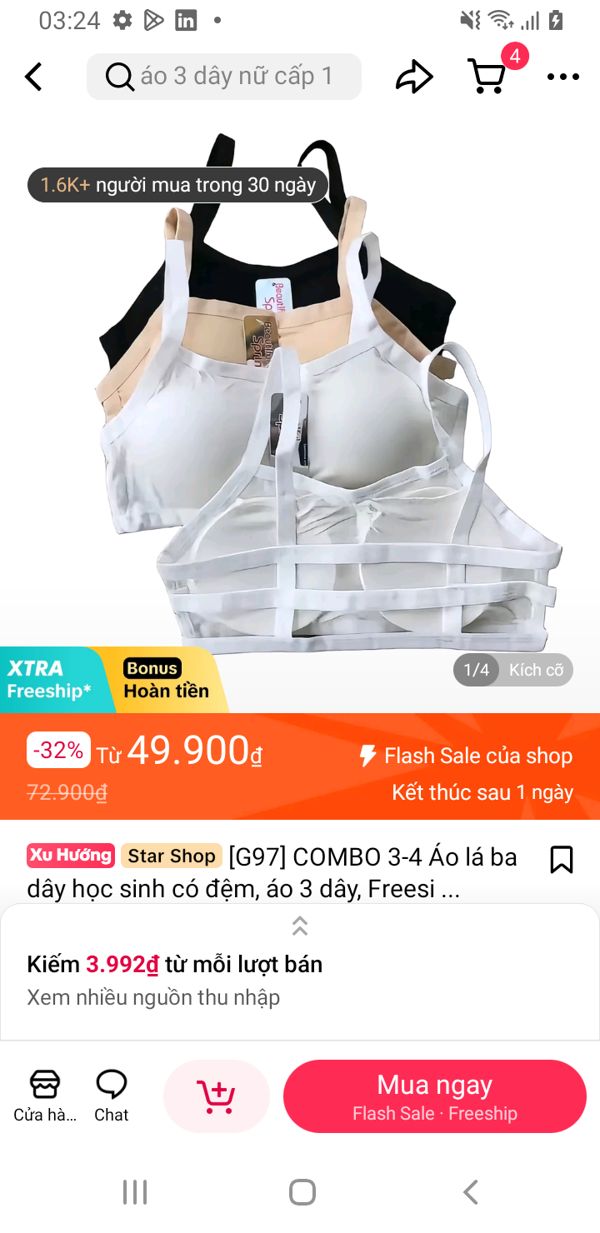 03:24
áo 3 dây nữ cấp 1
4
1.6K+ người mua trong 30 ngày
XTRA
Freeship*
Bonus
Hoàn tiền
1/4 Kích cỡ
-32% Từ 49.900đ
Flash Sale của shop
72.900đ
Kết thúc sau 1 ngày
Xu Hướng Star Shop [G97] COMBO 3-4 Áo lá ba
dây học sinh có đệm, áo 3 dây, Freesi ...
Kiếm 3.992đ từ mỗi lượt bán
Xem nhiều nguồn thu nhập
Cửa hà...
Chat
Mua ngay
Flash Sale · Freeship